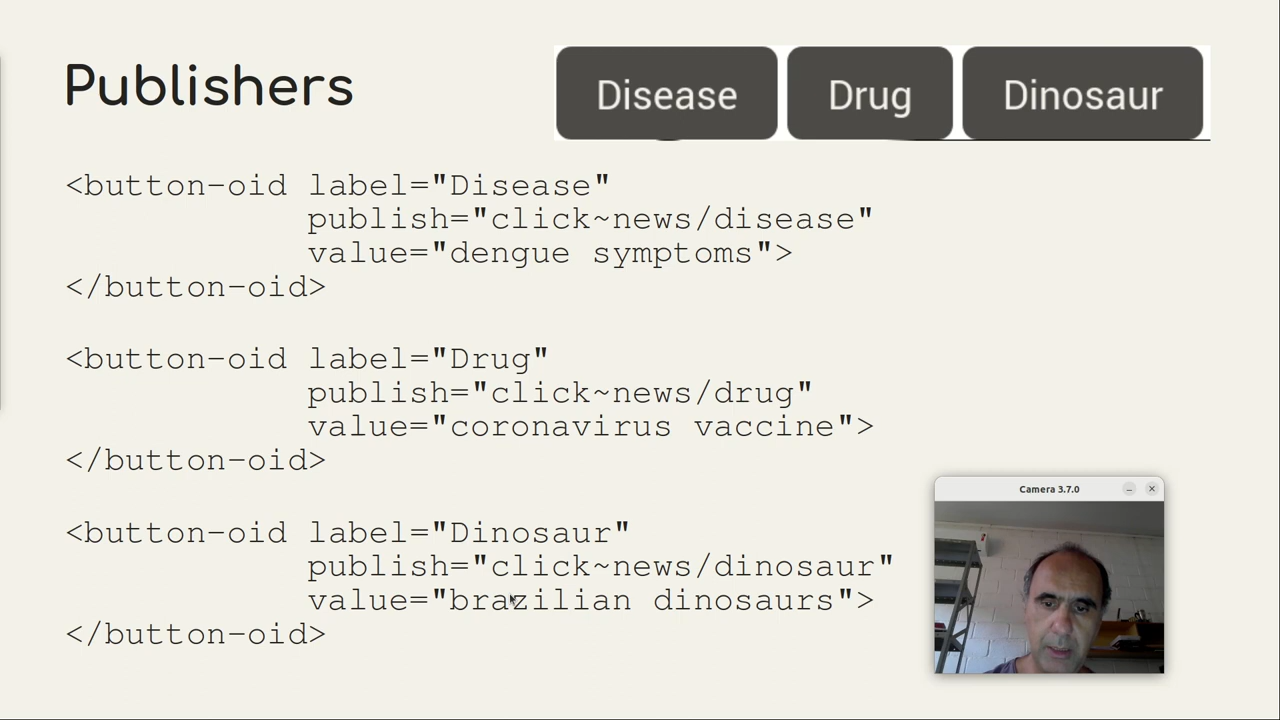 Publishers
Disease Drug Dinosaur
<button-oid label="Disease"
publish="click~news/disease"
value="dengue symptoms">
</button-oid>
<button-oid label="Drug"
publish="click~news/drug"
value="coronavirus vaccine">
</button-oid>
<button-oid label="Dinosaur"
publish="click~news/dinosaur"
value="brazilian dinosaurs">
</button-oid>
Camera 3.7.0